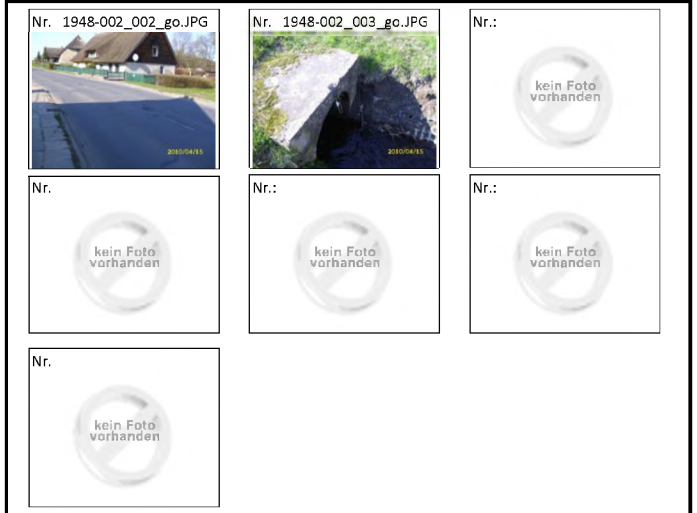 Nr. 1948-002_002_go.JPG
2010/04/15
Nr. 1948-002_003_go.JPG
2010/04/15
Nr.:
kein Foto
vorhanden
Nr.
kein Foto
vorhanden
Nr.:
kein Foto
vorhanden
Nr.:
kein Foto
vorhanden
Nr.
kein Foto
vorhanden